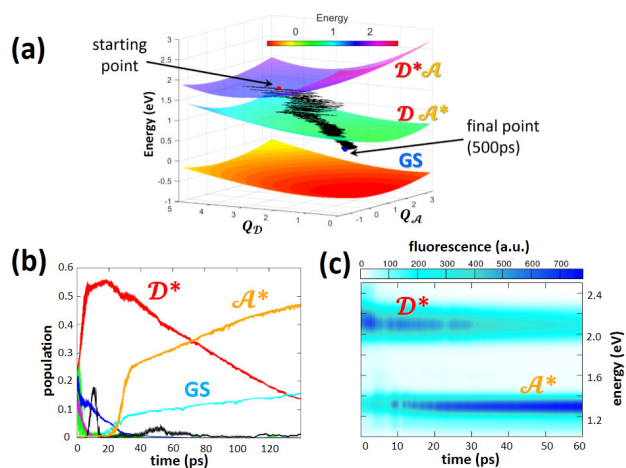 (a)
Energy
0 1 2
starting
point
D*A
D A*
GS
final point
(500ps)
Energy (eV)
3
2.5
2
1.5
1
0.5
0
-0.5
-1
5 4 3 2 1 0
Q_D
-1 0 1 2 3
Q_A
(b)
0.6
0.5
0.4
0.3
0.2
0.1
0
population
D*
A*
GS
0 20 40 60 80 100 120
time (ps)
(c)
fluorescence (a.u.)
0 100 200 300 400 500 600 700
D*
A*
2.4
2.0
1.6
1.2
energy (eV)
0 10 20 30 40 50 60
time (ps)